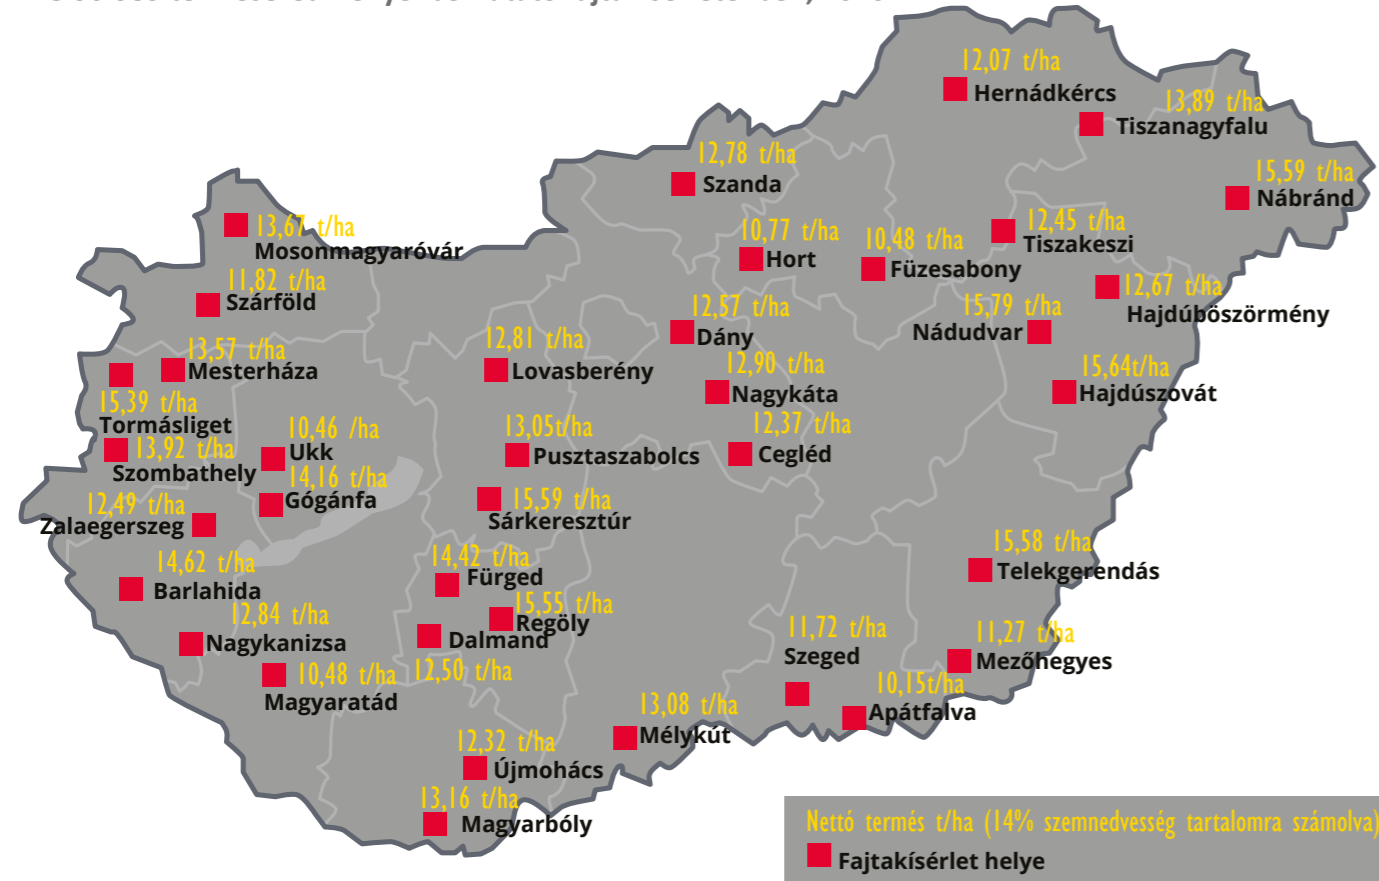 12,07 t/ha
Hernádkércs
13,89 t/ha
Tiszanagyfalu
12,78 t/ha
Szanda
15,59 t/ha
Nábránd
13,67 t/ha
Mosonmagyaróvár
10,77 t/ha
Hort
10,48 t/ha
Füzesabony
12,45 t/ha
Tiszakeszi
11,82 t/ha
Szárföld
12,67 t/ha
Hajdúböszörmény
12,57 t/ha
Dány
15,79 t/ha
Nádudvar
13,57 t/ha
Mesterháza
12,81 t/ha
Lovasberény
12,90 t/ha
Nagykáta
15,64t/ha
Hajdúszovát
15,39 t/ha
Tormásliget
13,92 t/ha
Szombathely
10,46 /ha
Ukk
13,05t/ha
Pusztaszabolcs
12,37 t/ha
Cegléd
14,16 t/ha
Gógánfa
12,49 t/ha
Zalaegerszeg
15,59 t/ha
Sárkeresztúr
14,62 t/ha
Barlahida
14,42 t/ha
Fürged
15,58 t/ha
Telekgerendás
12,84 t/ha
Nagykanizsa
15,55 t/ha
Regöly
Dalmand
12,50 t/ha
11,72 t/ha
Szeged
11,27 t/ha
Mezőhegyes
10,48 t/ha
Magyaratád
10,15t/ha
Apátfalva
13,08 t/ha
Mélykút
12,32 t/ha
Újmohács
13,16 t/ha
Magyarbóly
Nettó termés t/ha (14% szemnedvesség tartalomra számolva)
Fajtakísérlet helye